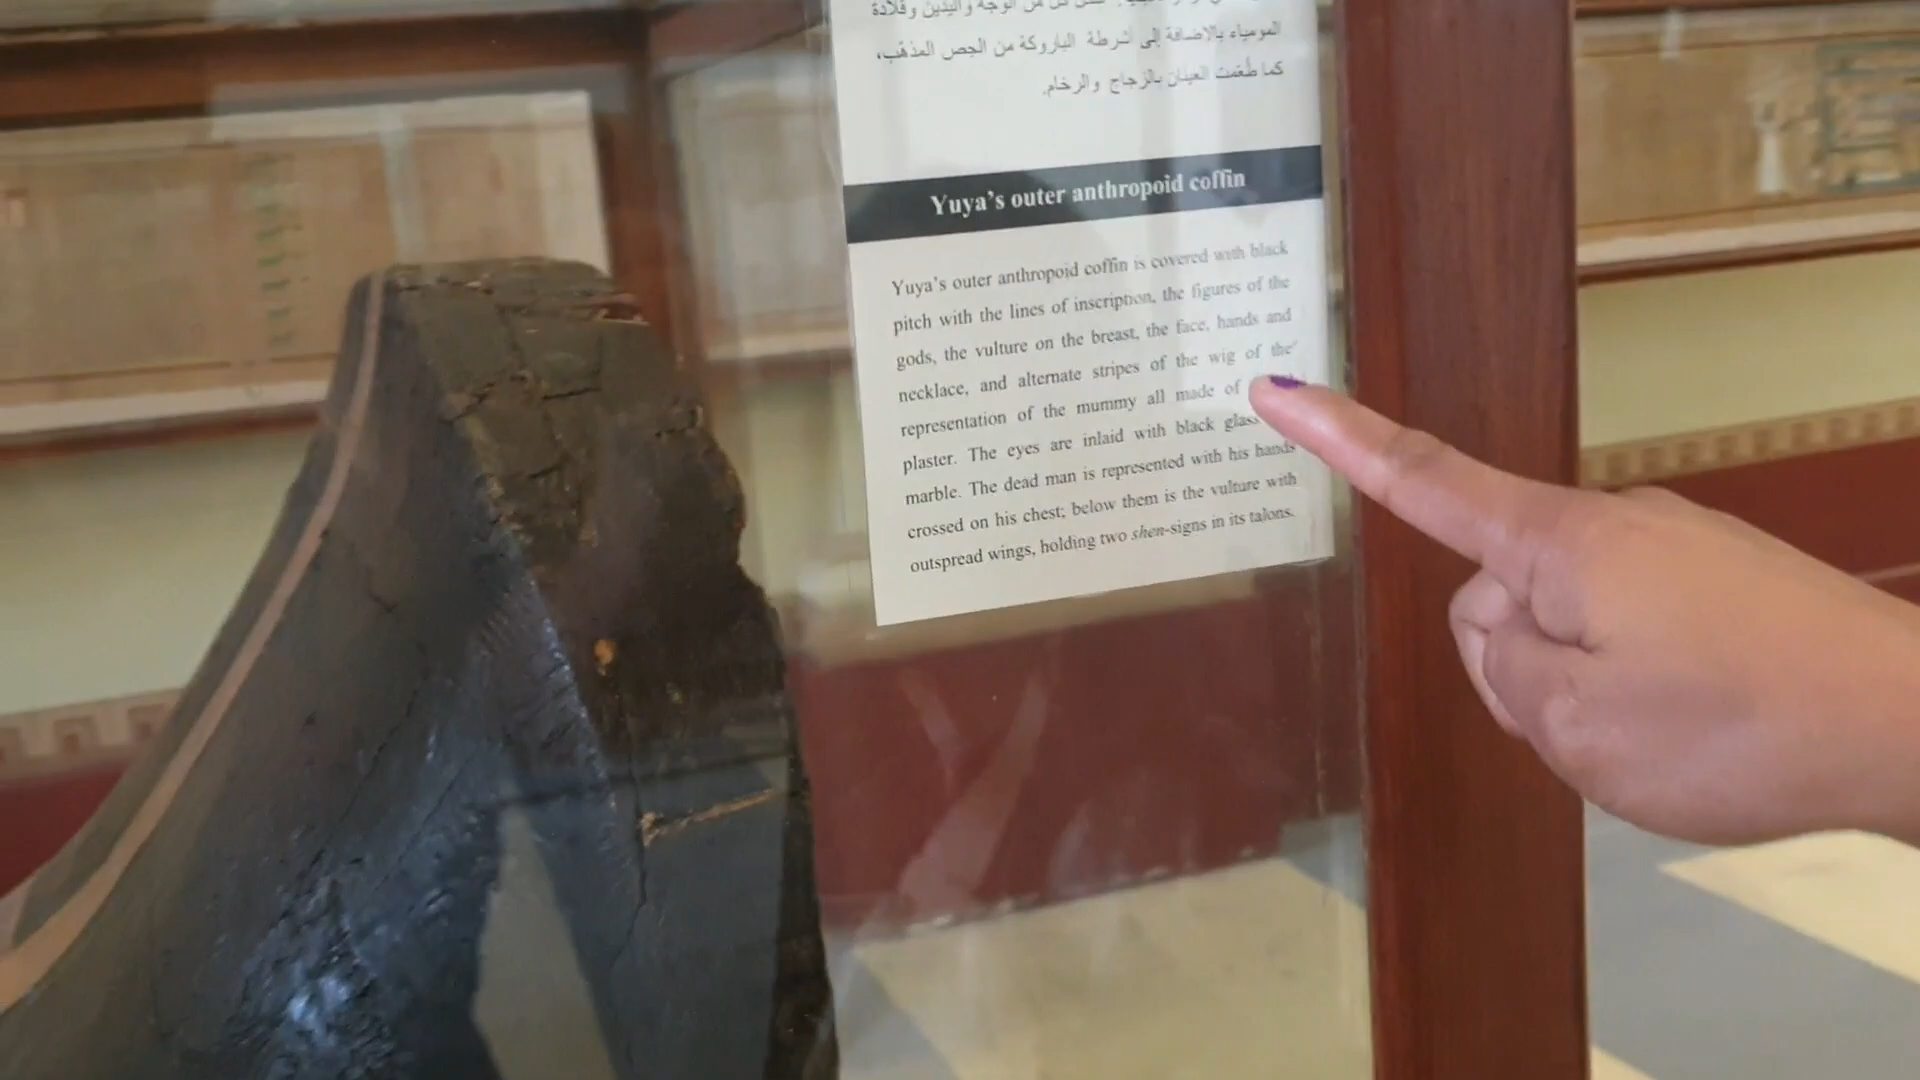 الوجه واليدين وقلادة
المومياء بالإضافة إلى أشرطة الباروكة من الجص المذهب،
كما طُعّمت العينان بالزجاج والرخام.
Yuya's outer anthropoid coffin
Yuya's outer anthropoid coffin is covered with black
pitch with the lines of inscription, the figures of the
gods, the vulture on the breast, the face, hands and
necklace, and alternate stripes of the wig of the
representation of the mummy all made of
plaster. The eyes are inlaid with black glass
marble. The dead man is represented with his hands
crossed on his chest; below them is the vulture with
outspread wings, holding two shen-signs in its talons.